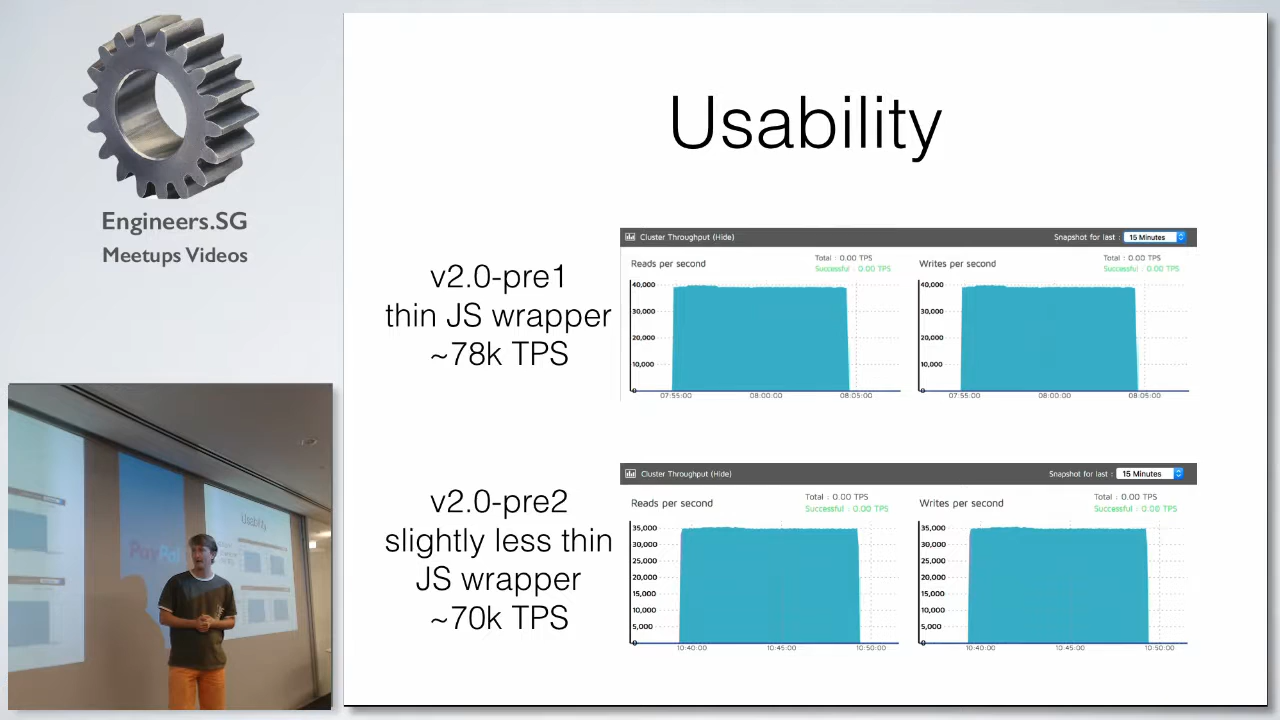 Engineers.SG
Meetups Videos
Usability
v2.0-pre1
thin JS wrapper
~78k TPS
Cluster Throughput (Hide)
Snapshot for last : 15 Minutes
Reads per second
Total : 0.00 TPS
Successful : 0.00 TPS
40,000
30,000
20,000
10,000
0
07:55:00 08:00:00 08:05:00
Writes per second
Total : 0.00 TPS
Successful : 0.00 TPS
40,000
30,000
20,000
10,000
0
07:55:00 08:00:00 08:05:00
v2.0-pre2
slightly less thin
JS wrapper
~70k TPS
Cluster Throughput (Hide)
Snapshot for last : 15 Minutes
Reads per second
Total : 0.00 TPS
Successful : 0.00 TPS
35,000
30,000
25,000
20,000
15,000
10,000
5,000
0
10:40:00 10:45:00 10:50:00
Writes per second
Total : 0.00 TPS
Successful : 0.00 TPS
35,000
30,000
25,000
20,000
15,000
10,000
5,000
0
10:40:00 10:45:00 10:50:00
Usability